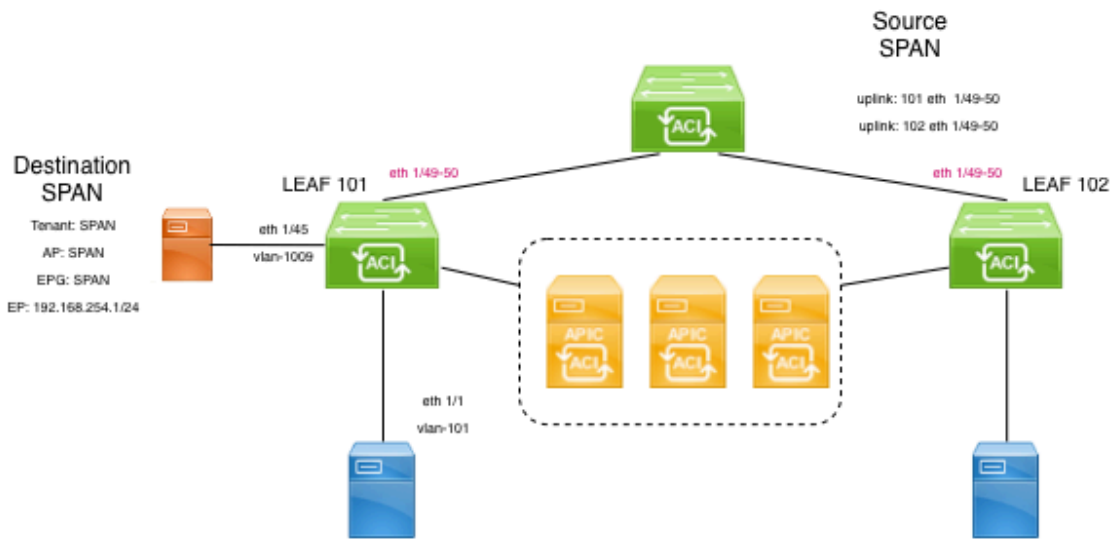 Source
SPAN
uplink: 101 eth 1/49-50
uplink: 102 eth 1/49-50
ACI
Destination
SPAN
Tenant: SPAN
AP: SPAN
EPG: SPAN
EP: 192.168.254.1/24
LEAF 101
eth 1/49-50
eth 1/49-50
LEAF 102
eth 1/45
vlan-1009
ACI
ACI
APIC
ACI
APIC
ACI
APIC
ACI
eth 1/1
vlan-101